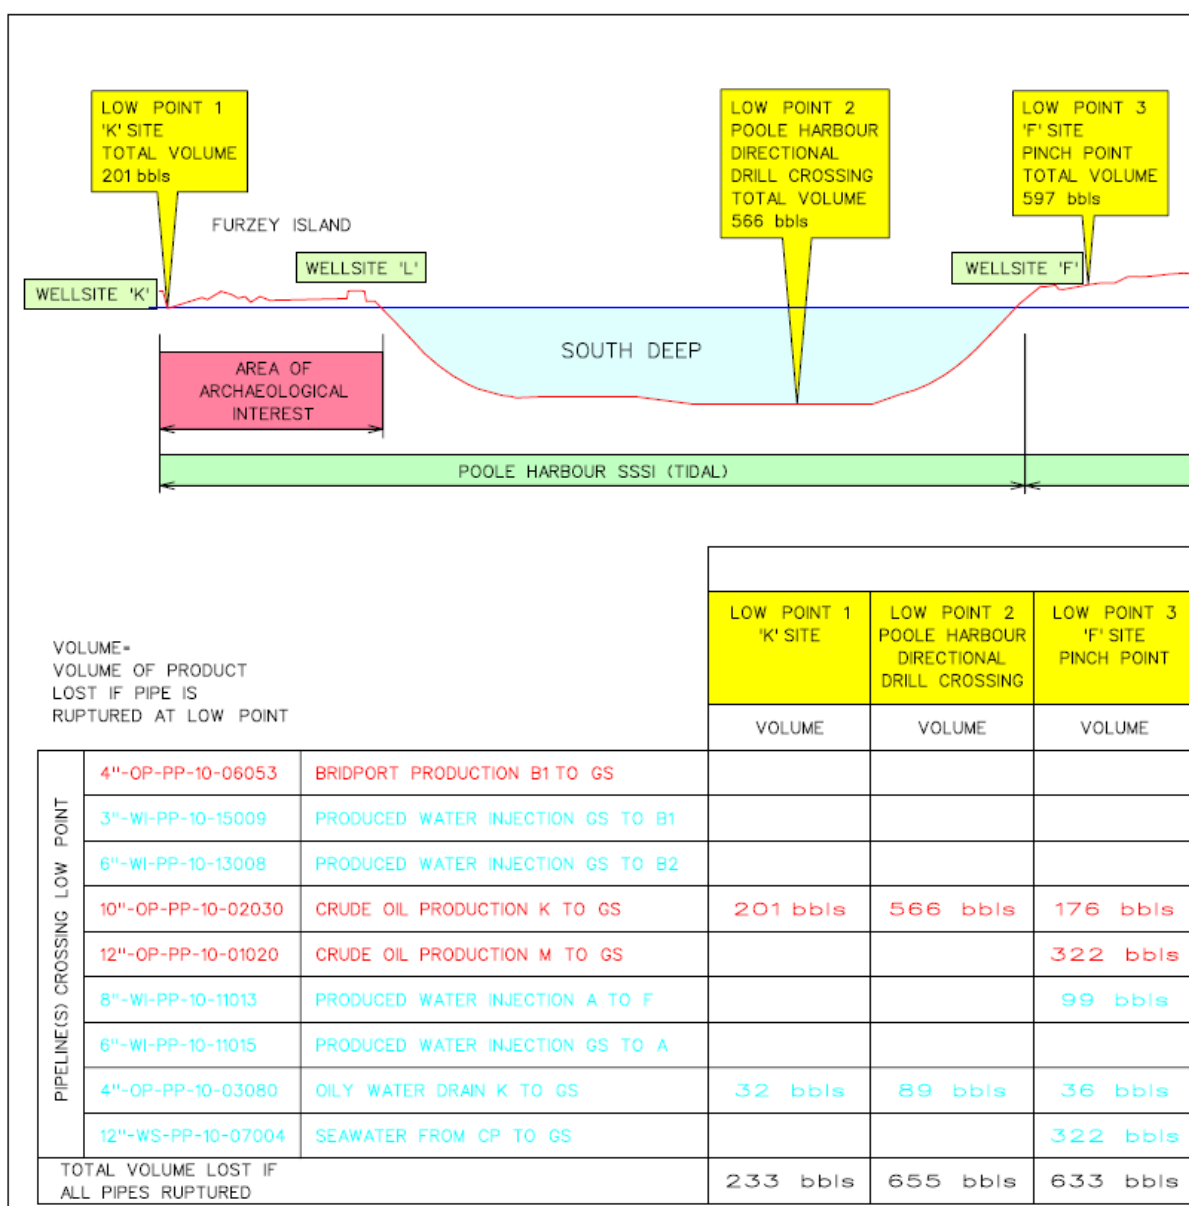 LOW POINT 1
'K' SITE
TOTAL VOLUME
201 bbls
LOW POINT 2
POOLE HARBOUR
DIRECTIONAL
DRILL CROSSING
TOTAL VOLUME
566 bbls
LOW POINT 3
'F' SITE
PINCH POINT
TOTAL VOLUME
597 bbls
FURZEY ISLAND
WELLSITE 'K'
WELLSITE 'L'
WELLSITE 'F'
SOUTH DEEP
AREA OF
ARCHAEOLOGICAL
INTEREST
POOLE HARBOUR SSSI (TIDAL)
VOLUME=
VOLUME OF PRODUCT
LOST IF PIPE IS
RUPTURED AT LOW POINT
LOW POINT 1
'K' SITE
LOW POINT 2
POOLE HARBOUR
DIRECTIONAL
DRILL CROSSING
LOW POINT 3
'F' SITE
PINCH POINT
VOLUME VOLUME VOLUME
PIPELINE(S) CROSSING LOW POINT
4"-OP-PP-10-06053 BRIDPORT PRODUCTION B1 TO GS
3"-WI-PP-10-15009 PRODUCED WATER INJECTION GS TO B1
6"-WI-PP-10-13008 PRODUCED WATER INJECTION GS TO B2
10"-OP-PP-10-02030 CRUDE OIL PRODUCTION K TO GS 201 bbls 566 bbls 176 bbls
12"-OP-PP-10-01020 CRUDE OIL PRODUCTION M TO GS 322 bbls
8"-WI-PP-10-11013 PRODUCED WATER INJECTION A TO F 99 bbls
6"-WI-PP-10-11015 PRODUCED WATER INJECTION GS TO A
4"-OP-PP-10-03080 OILY WATER DRAIN K TO GS 32 bbls 89 bbls 36 bbls
12"-WS-PP-10-07004 SEAWATER FROM CP TO GS 322 bbls
TOTAL VOLUME LOST IF
ALL PIPES RUPTURED
233 bbls 655 bbls 633 bbls